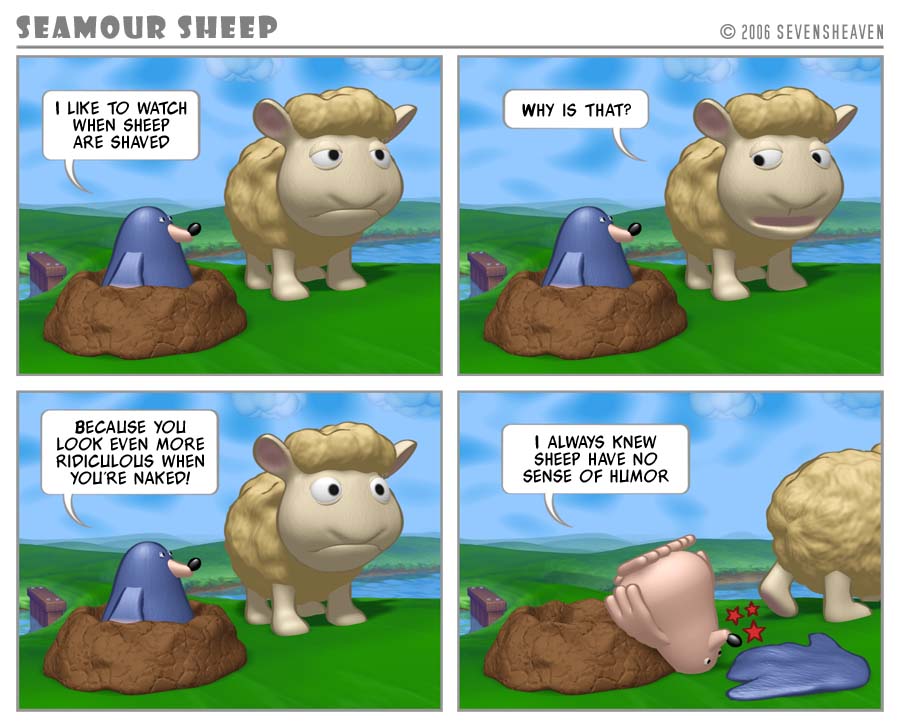 SEAMOUR SHEEP
© 2006 SEVENSHEAVEN
I LIKE TO WATCH
WHEN SHEEP
ARE SHAVED
WHY IS THAT?
BECAUSE YOU
LOOK EVEN MORE
RIDICULOUS WHEN
YOU'RE NAKED!
I ALWAYS KNEW
SHEEP HAVE NO
SENSE OF HUMOR